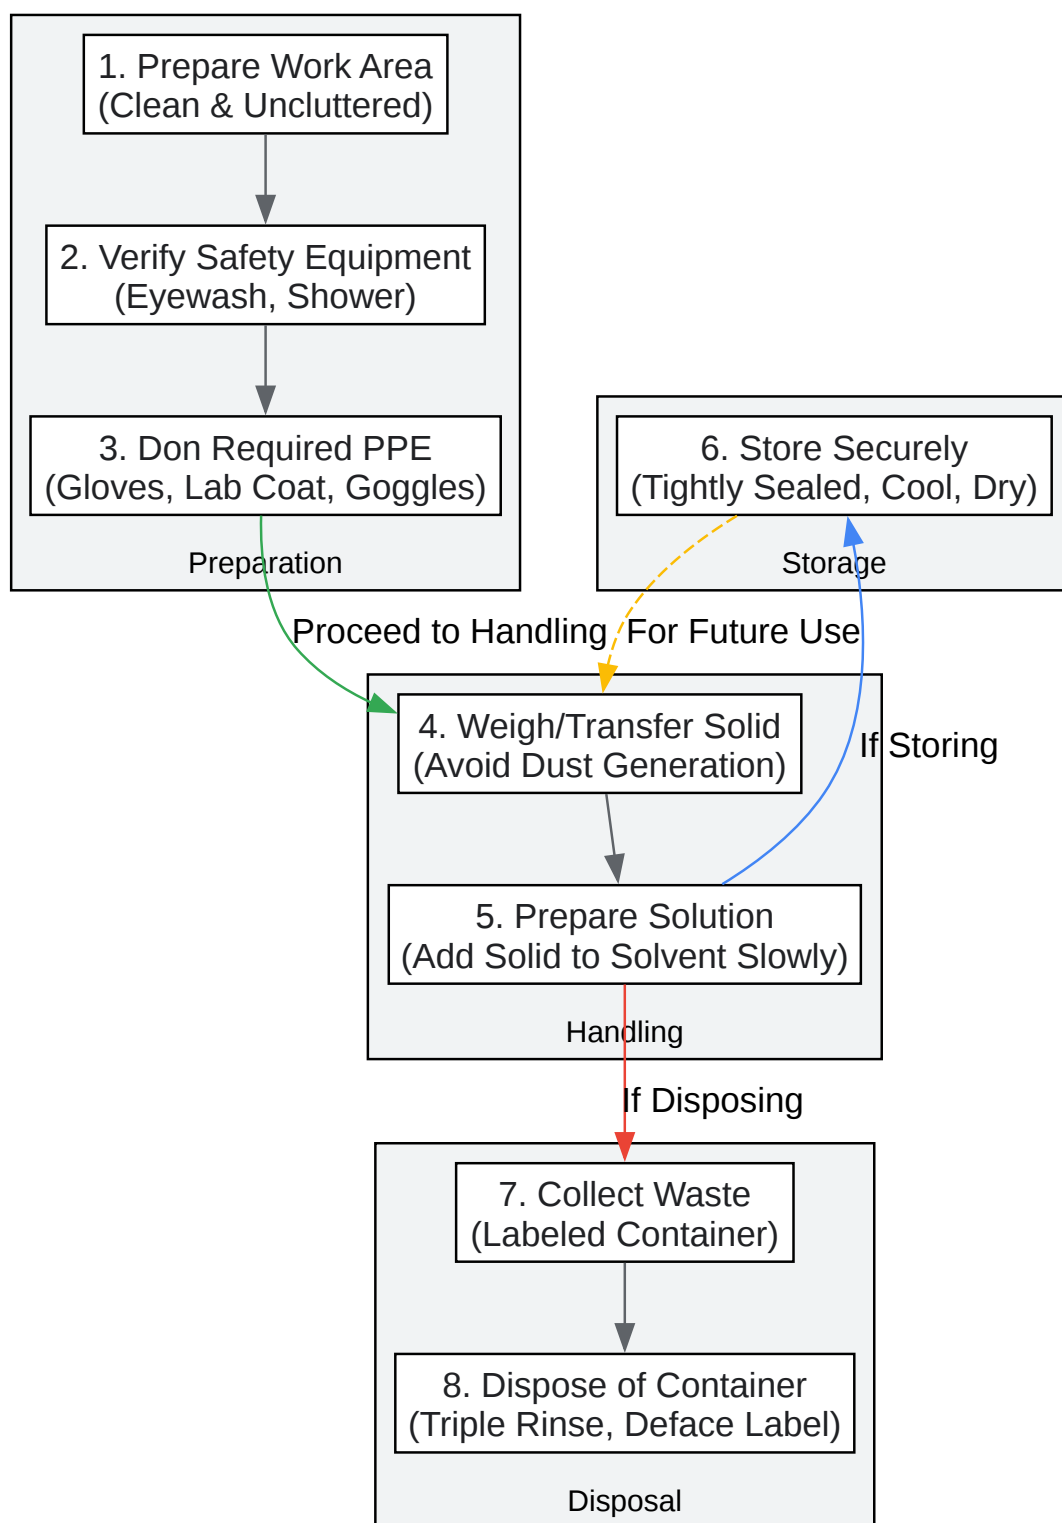 1. Prepare Work Area
(Clean & Uncluttered)
2. Verify Safety Equipment
(Eyewash, Shower)
3. Don Required PPE
(Gloves, Lab Coat, Goggles)
Preparation
6. Store Securely
(Tightly Sealed, Cool, Dry)
Storage
Proceed to Handling
For Future Use
4. Weigh/Transfer Solid
(Avoid Dust Generation)
If Storing
5. Prepare Solution
(Add Solid to Solvent Slowly)
Handling
If Disposing
7. Collect Waste
(Labeled Container)
8. Dispose of Container
(Triple Rinse, Deface Label)
Disposal